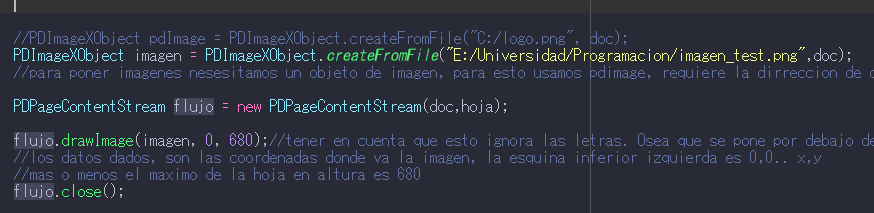 //PDImageXObject pdImage = PDImageXObject.createFromFile("C:/logo.png", doc);
PDImageXObject imagen = PDImageXObject.createFromFile("E:/Universidad/Programacion/imagen_test.png",doc);
//para poner imagenes nesesitamos un objeto de imagen, para esto usamos pdimage, requiere la dirreccion de
PDPageContentStream flujo = new PDPageContentStream(doc,hoja);
flujo.drawImage(imagen, 0, 680);//tener en cuenta que esto ignora las letras. Osea que se pone por debajo de
//los datos dados, son las coordenadas donde va la imagen, la esquina inferior izquierda es 0,0.. x,y
//mas o menos el maximo de la hoja en altura es 680
flujo.close();